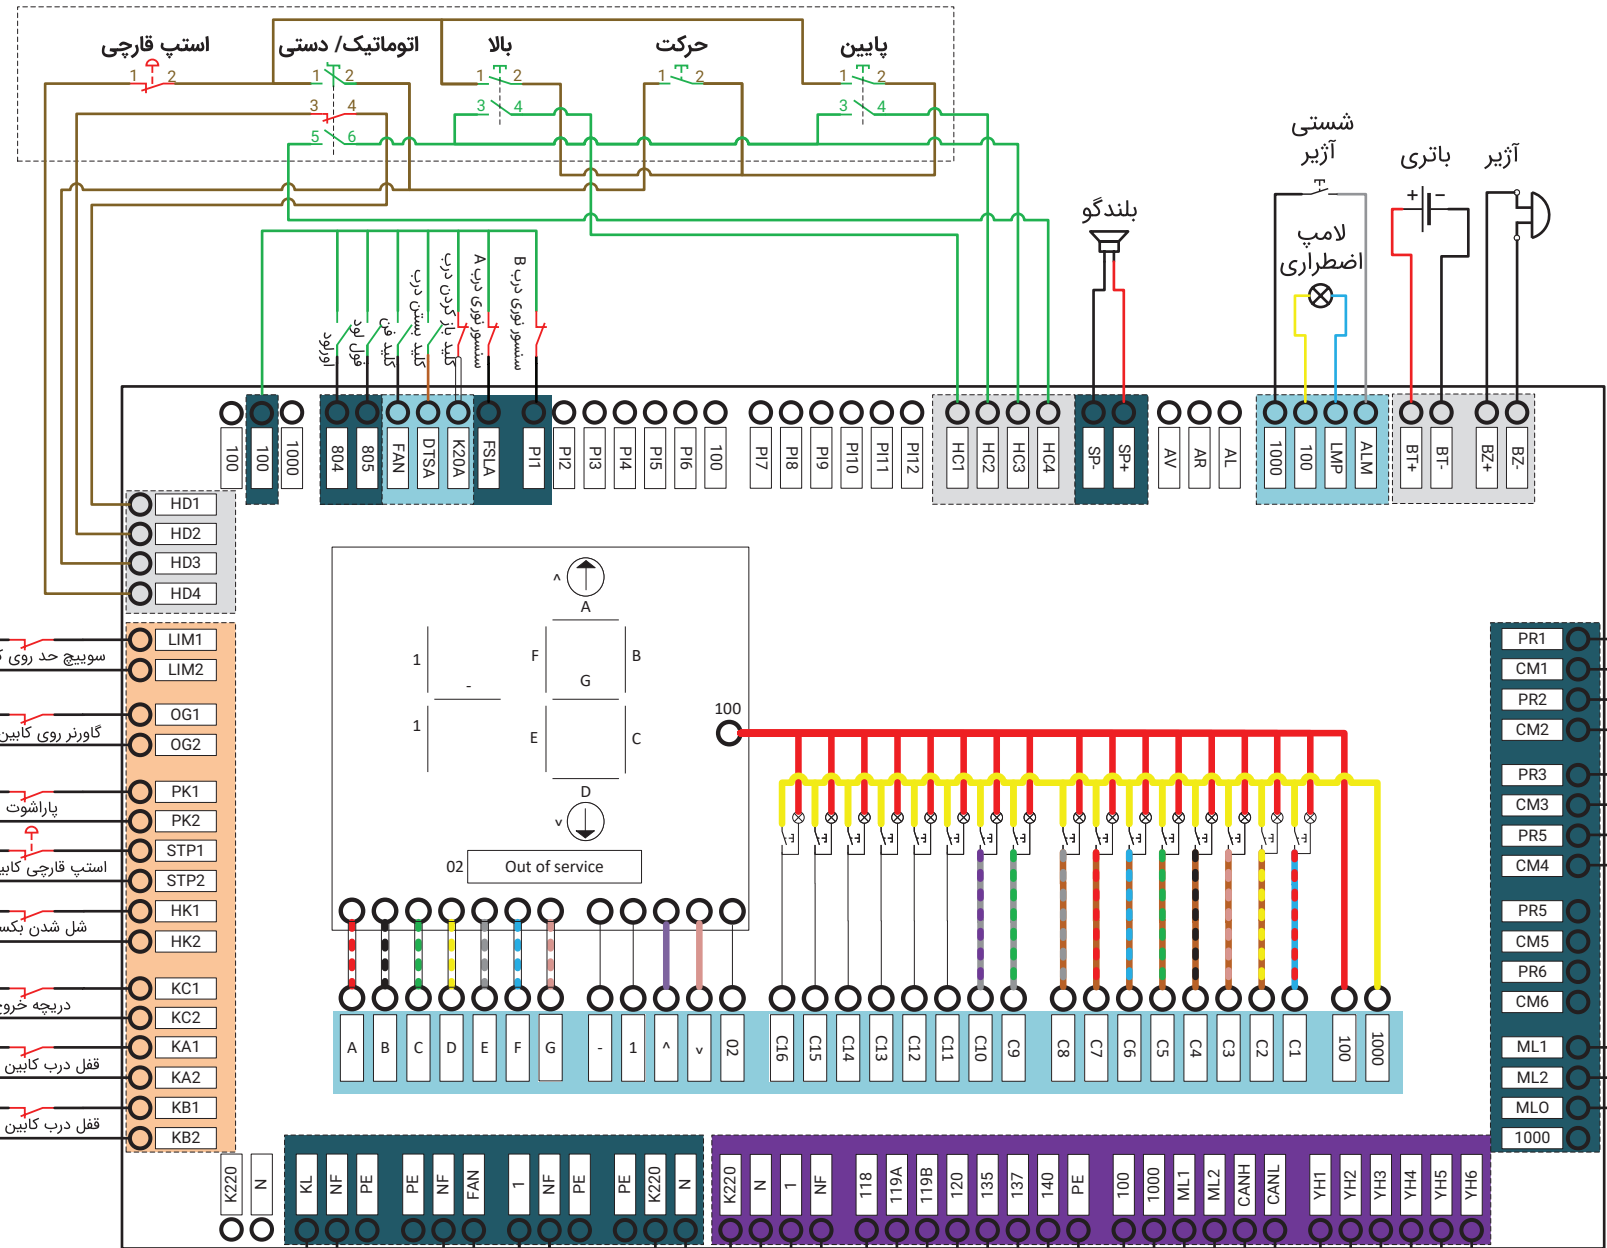 استپ قارچی
اتوماتیک/ دستی
بالا
حرکت
پایین
1 2
1 2
3 4
5 6
1 2
3 4
1 2
1 2
3 4
شستی
آژیر
باتری
آژیر
+ -
بلندگو
لامپ
اضطراری
اورلود
فول لود
کلید فن
کلید بستن درب
کلید باز کردن درب
سنسور نوری درب A
سنسور نوری درب B
100
100
1000
804
805
FAN
DTSA
K20A
FSLA
PI1
PI2
PI3
PI4
PI5
PI6
100
PI7
PI8
PI9
PI10
PI11
PI12
HC1
HC2
HC3
HC4
SP-
SP+
AV
AR
AL
1000
100
LMP
ALM
BT+
BT-
BZ+
BZ-
HD1
HD2
HD3
HD4
LIM1
سوییچ حد روی
LIM2
OG1
گاورنر روی کابین
OG2
PK1
پاراشوت
PK2
STP1
استپ قارچی
STP2
HK1
شل شدن
HK2
KC1
دریچه
KC2
KA1
قفل درب کابین
KA2
KB1
قفل درب کابین
KB2
^
A
1
F
B
-
G
1
E
C
D
v
02
Out of service
100
PR1
CM1
PR2
CM2
PR3
CM3
PR5
CM4
PR5
CM5
PR6
CM6
ML1
ML2
MLO
1000
A
B
C
D
E
F
G
-
1
^
v
02
C16
C15
C14
C13
C12
C11
C10
C9
C8
C7
C6
C5
C4
C3
C2
C1
100
1000
K220
N
KL
NF
PE
PE
NF
FAN
1
NF
PE
PE
K220
N
K220
N
1
NF
118
119A
119B
120
135
137
140
PE
100
1000
ML1
ML2
CANH
CANL
YH1
YH2
YH3
YH4
YH5
YH6